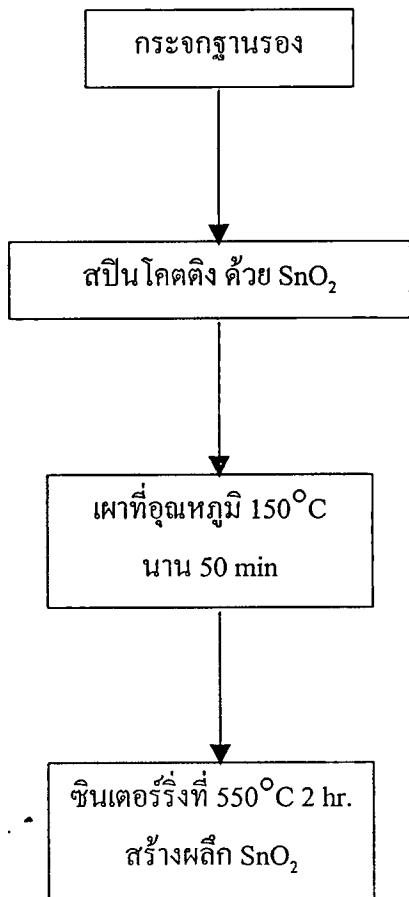 กระจกฐานรอง
สปินโคตติง ด้วย SnO₂
เผาที่อุณหภูมิ 150°C
นาน 50 min
ซินเตอร์ริ่งที่ 550°C 2 hr.
สร้างผลึก SnO₂